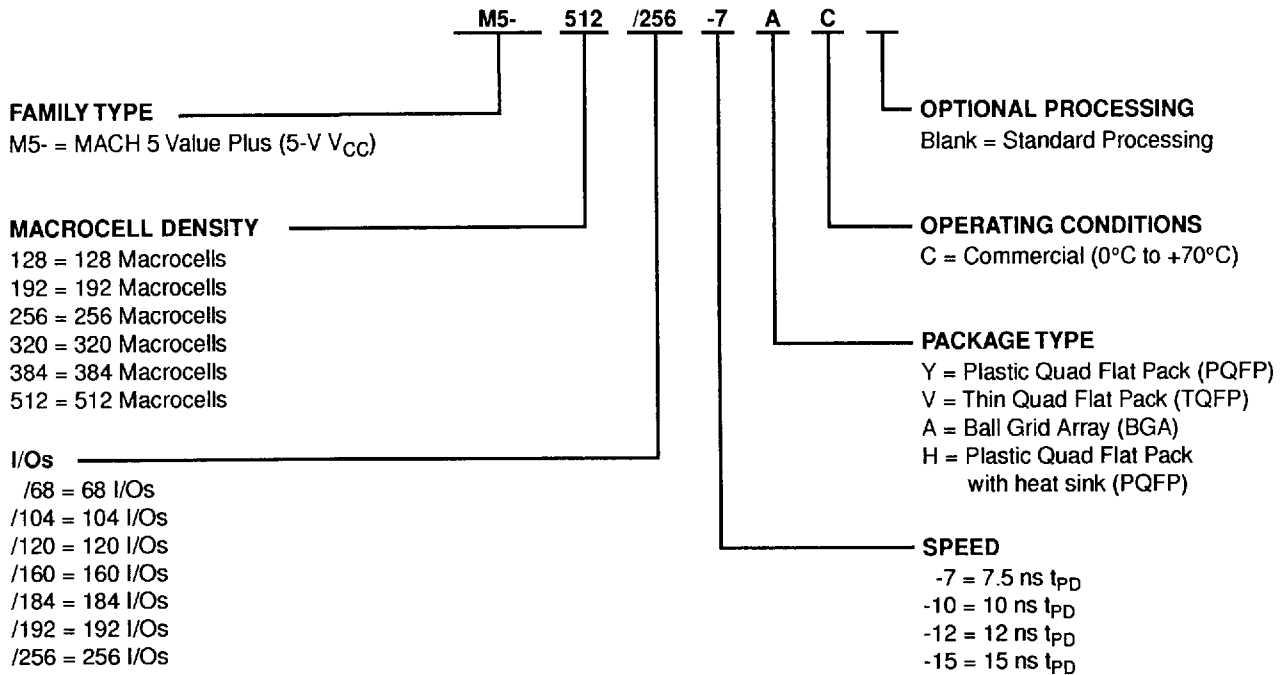 M5- 512 /256 -7 A C
FAMILY TYPE
M5- = MACH 5 Value Plus (5-V VCC)
MACROCELL DENSITY
128 = 128 Macrocells
192 = 192 Macrocells
256 = 256 Macrocells
320 = 320 Macrocells
384 = 384 Macrocells
512 = 512 Macrocells
I/Os
/68 = 68 I/Os
/104 = 104 I/Os
/120 = 120 I/Os
/160 = 160 I/Os
/184 = 184 I/Os
/192 = 192 I/Os
/256 = 256 I/Os
OPTIONAL PROCESSING
Blank = Standard Processing
OPERATING CONDITIONS
C = Commercial (0°C to +70°C)
PACKAGE TYPE
Y = Plastic Quad Flat Pack (PQFP)
V = Thin Quad Flat Pack (TQFP)
A = Ball Grid Array (BGA)
H = Plastic Quad Flat Pack
with heat sink (PQFP)
SPEED
-7 = 7.5 ns tPD
-10 = 10 ns tPD
-12 = 12 ns tPD
-15 = 15 ns tPD